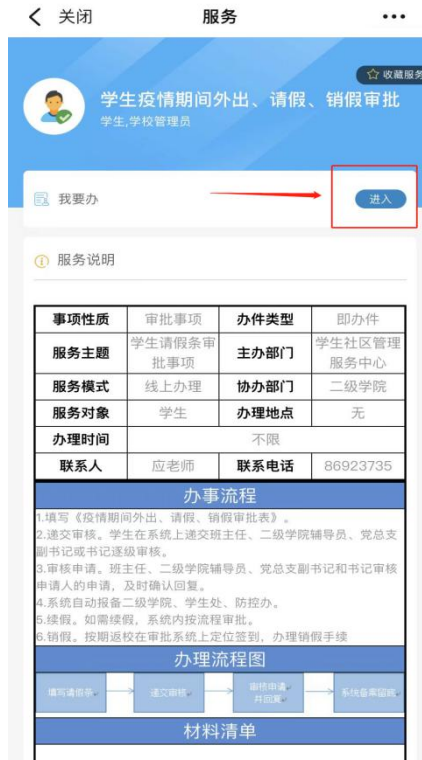 关闭
服务
收藏服务
学生疫情期间外出、请假、销假审批
学生,学校管理员
我要办
进入
服务说明
事项性质 审批事项 办件类型 即办件
服务主题 学生请假条审批事项 主办部门 学生社区管理服务中心
服务模式 线上办理 协办部门 二级学院
服务对象 学生 办理地点 无
办理时间 不限
联系人 应老师 联系电话 86923735
办事流程
1.填写《疫情期间外出、请假、销假审批表》。
2.递交审核。学生在系统上递交班主任、二级学院辅导员、党总支
副书记或书记逐级审核。
3.审核申请。班主任、二级学院辅导员、党总支副书记和书记审核
申请人的申请，及时确认回复。
4.系统自动报备二级学院、学生处、防控办。
5.续假。如需续假，系统内按流程审批。
6.销假。按期返校在审批系统上定位签到，办理销假手续
办理流程图
填写请假条
递交审核
审核申请
并回复
系统备案留底
材料清单